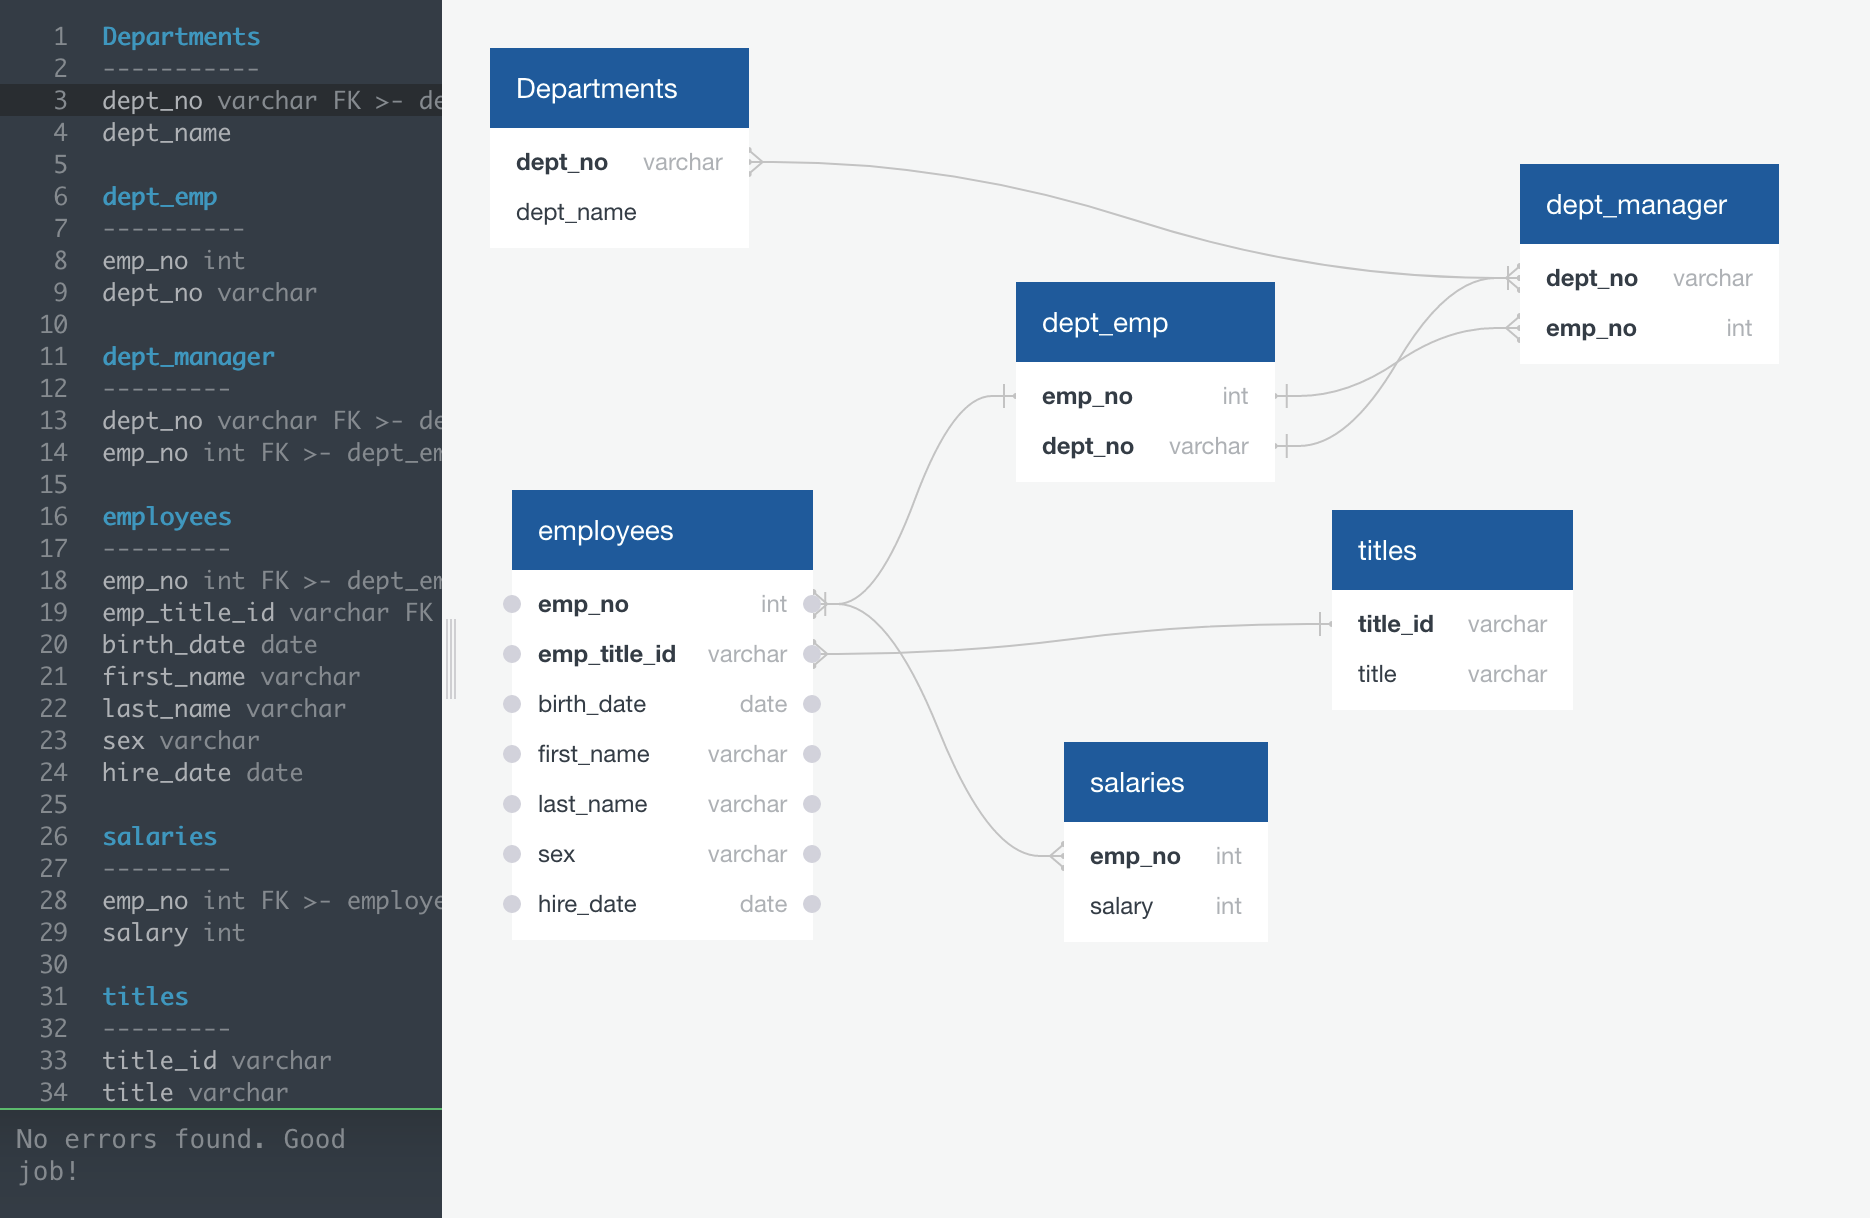 1 Departments
2 -----------
3 dept_no varchar FK >- de
4 dept_name
5
6 dept_emp
7 ----------
8 emp_no int
9 dept_no varchar
10
11 dept_manager
12 ---------
13 dept_no varchar FK >- de
14 emp_no int FK >- dept_em
15
16 employees
17 ---------
18 emp_no int FK >- dept_em
19 emp_title_id varchar FK
20 birth_date date
21 first_name varchar
22 last_name varchar
23 sex varchar
24 hire_date date
25
26 salaries
27 ---------
28 emp_no int FK >- employe
29 salary int
30
31 titles
32 ---------
33 title_id varchar
34 title varchar
No errors found. Good
job!
Departments
dept_no varchar
dept_name
dept_manager
dept_no varchar
emp_no int
dept_emp
emp_no int
dept_no varchar
employees
emp_no int
emp_title_id varchar
birth_date date
first_name varchar
last_name varchar
sex varchar
hire_date date
titles
title_id varchar
title varchar
salaries
emp_no int
salary int